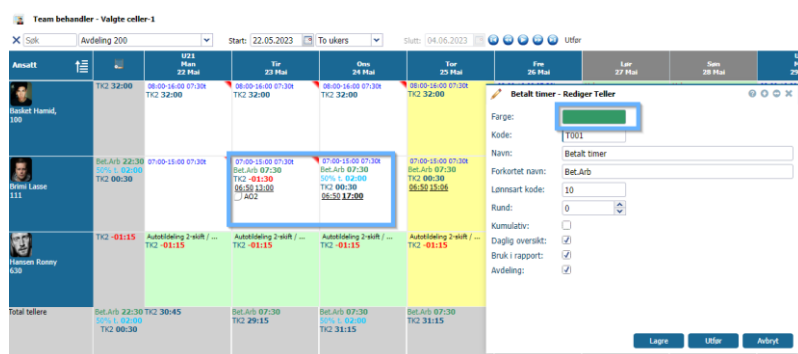 Team behandler - Valgte celler-1
Søk
Avdeling 200
Start: 22.05.2023
To ukers
Slutt: 04.06.2023
Utfør
Ansatt
U21
Man
22 Mai
Tir
23 Mai
Ons
24 Mai
Tor
25 Mai
Fre
26 Mai
Lør
27 Mai
Søn
28 Mai
29
Basket Hamid,
100
TK2 32:00
08:00-16:00 07:30t
TK2 32:00
08:00-16:00 07:30t
TK2 32:00
08:00-16:00 07:30t
TK2 32:00
08:00-16:00 07:30t
TK2 32:00
Brimi Lasse
111
Bet.Arb 22:30
50% t. 02:00
TK2 00:30
07:00-15:00 07:30t
07:00-15:00 07:30t
Bet.Arb 07:30
TK2 -01:30
06:50 13:00
AO2
07:00-15:00 07:30t
Bet.Arb 07:30
50% t. 02:00
TK2 00:30
06:50 17:00
07:00-15:00 07:30t
Bet.Arb 07:30
TK2 00:30
06:50 15:06
Hansen Ronny
630
TK2 -01:15
Autotildeling 2-skift / ...
TK2 -01:15
Autotildeling 2-skift / ...
TK2 -01:15
Autotildeling 2-skift / ...
TK2 -01:15
Autotildeling 2-skift / ...
TK2 -01:15
Total tellere
Bet.Arb 22:30
50% t. 02:00
TK2 00:30
TK2 30:45
Bet.Arb 07:30
TK2 29:15
Bet.Arb 07:30
50% t. 02:00
TK2 31:15
Bet.Arb 07:30
TK2 31:15
Betalt timer - Rediger Teller
Farge:
Kode: T001
Navn: Betalt timer
Forkortet navn: Bet.Arb
Lønnsart kode: 10
Rund: 0
Kumulativ:
Daglig oversikt:
Bruk i rapport:
Avdeling:
Lagre
Utfør
Avbryt